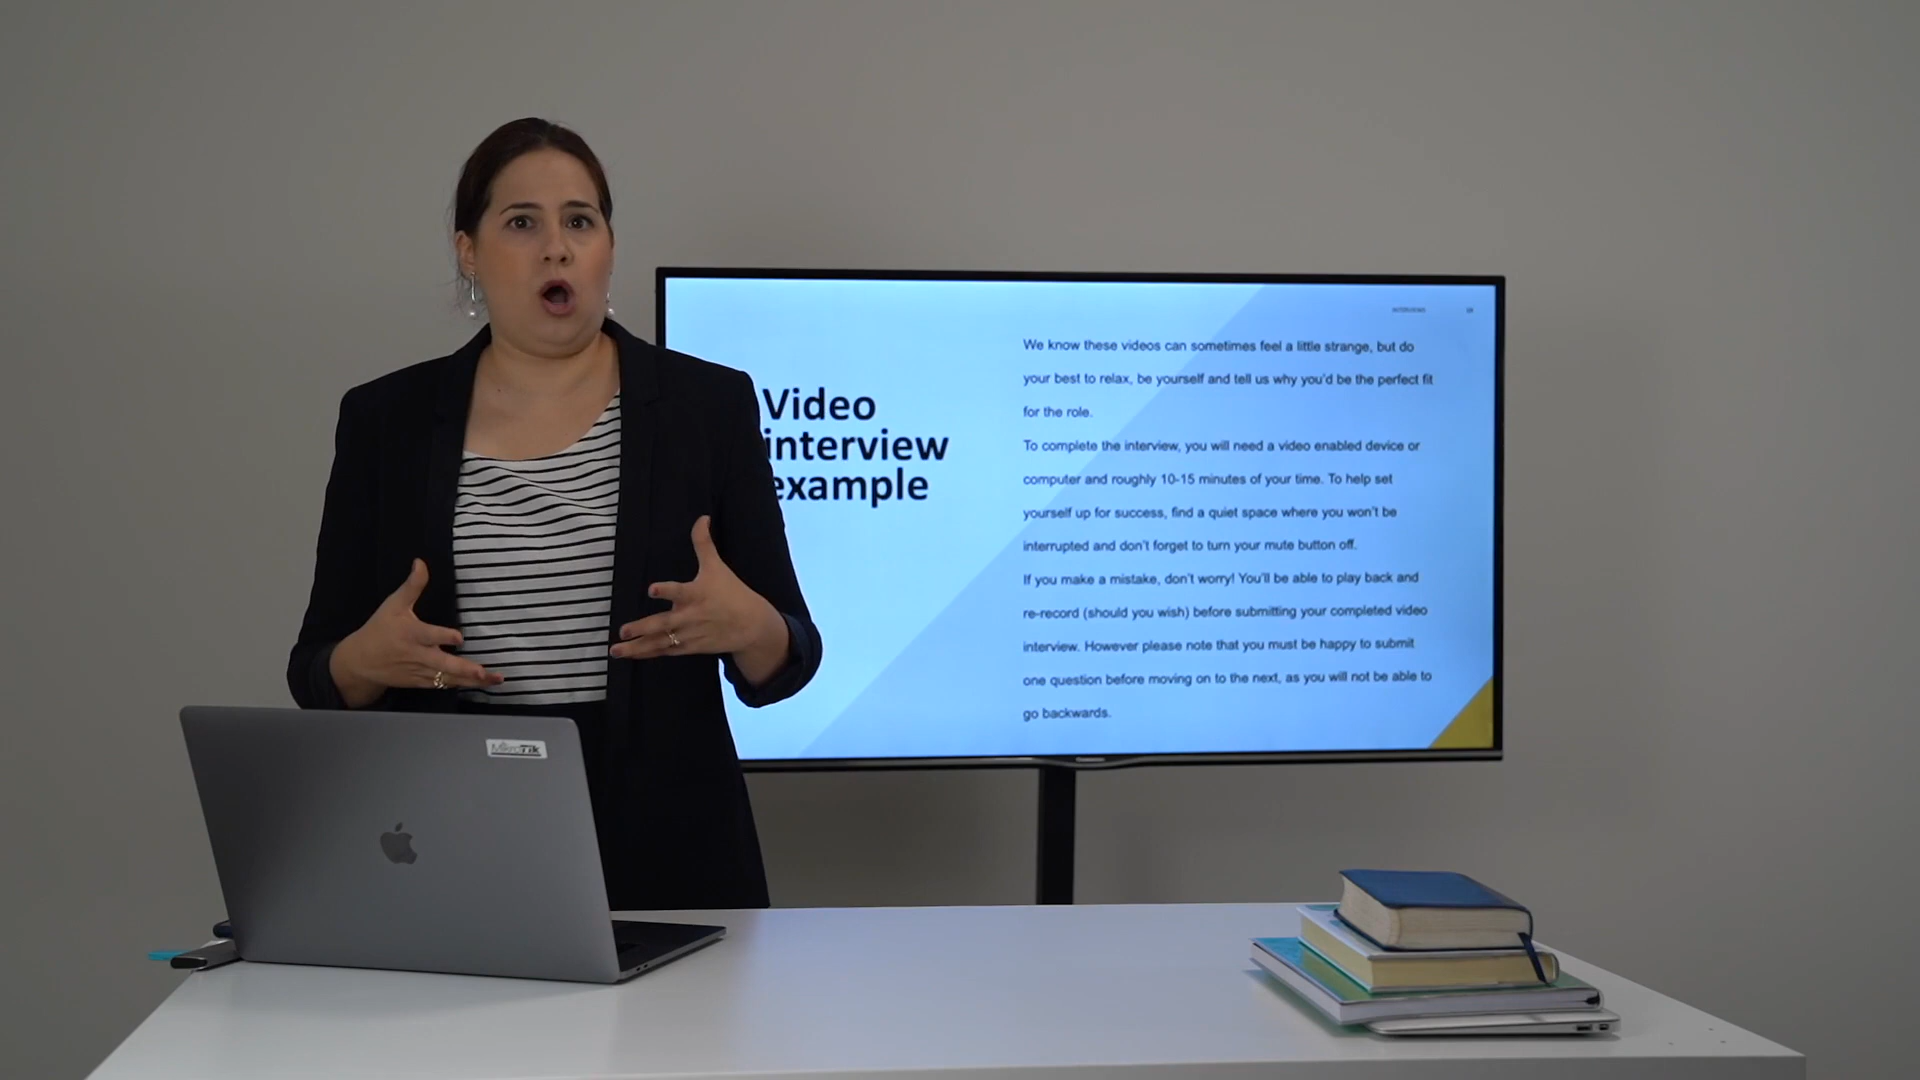 INTERVIEWS
Video
interview
example
We know these videos can sometimes feel a little strange, but do
your best to relax, be yourself and tell us why you'd be the perfect fit
for the role.
To complete the interview, you will need a video enabled device or
computer and roughly 10-15 minutes of your time. To help set
yourself up for success, find a quiet space where you won't be
interrupted and don't forget to turn your mute button off.
If you make a mistake, don't worry! You'll be able to play back and
re-record (should you wish) before submitting your completed video
interview. However please note that you must be happy to submit
one question before moving on to the next, as you will not be able to
go backwards.
MikroTik